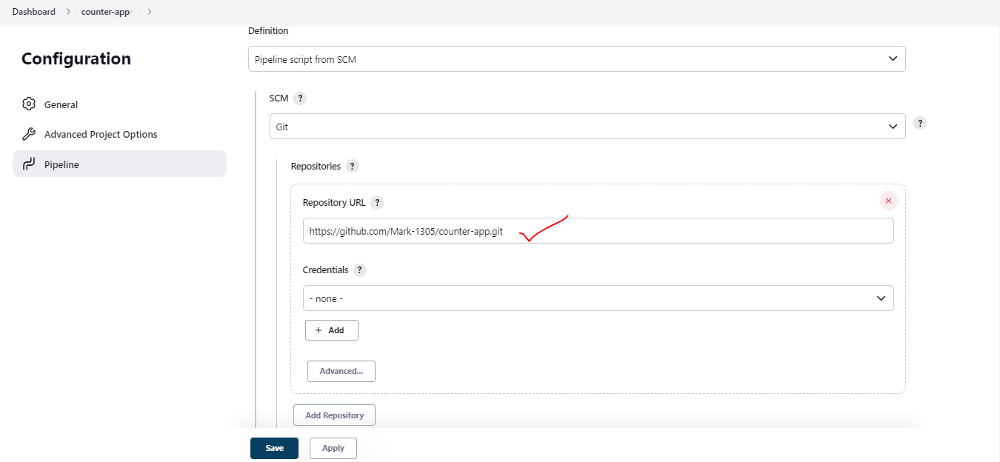 Dashboard > counter-app >
Configuration
General
Advanced Project Options
Pipeline
Definition
Pipeline script from SCM
SCM ?
Git
?
Repositories ?
Repository URL ?
https://github.com/Mark-1305/counter-app.git
Credentials ?
- none -
+ Add
Advanced...
Add Repository
Save
Apply